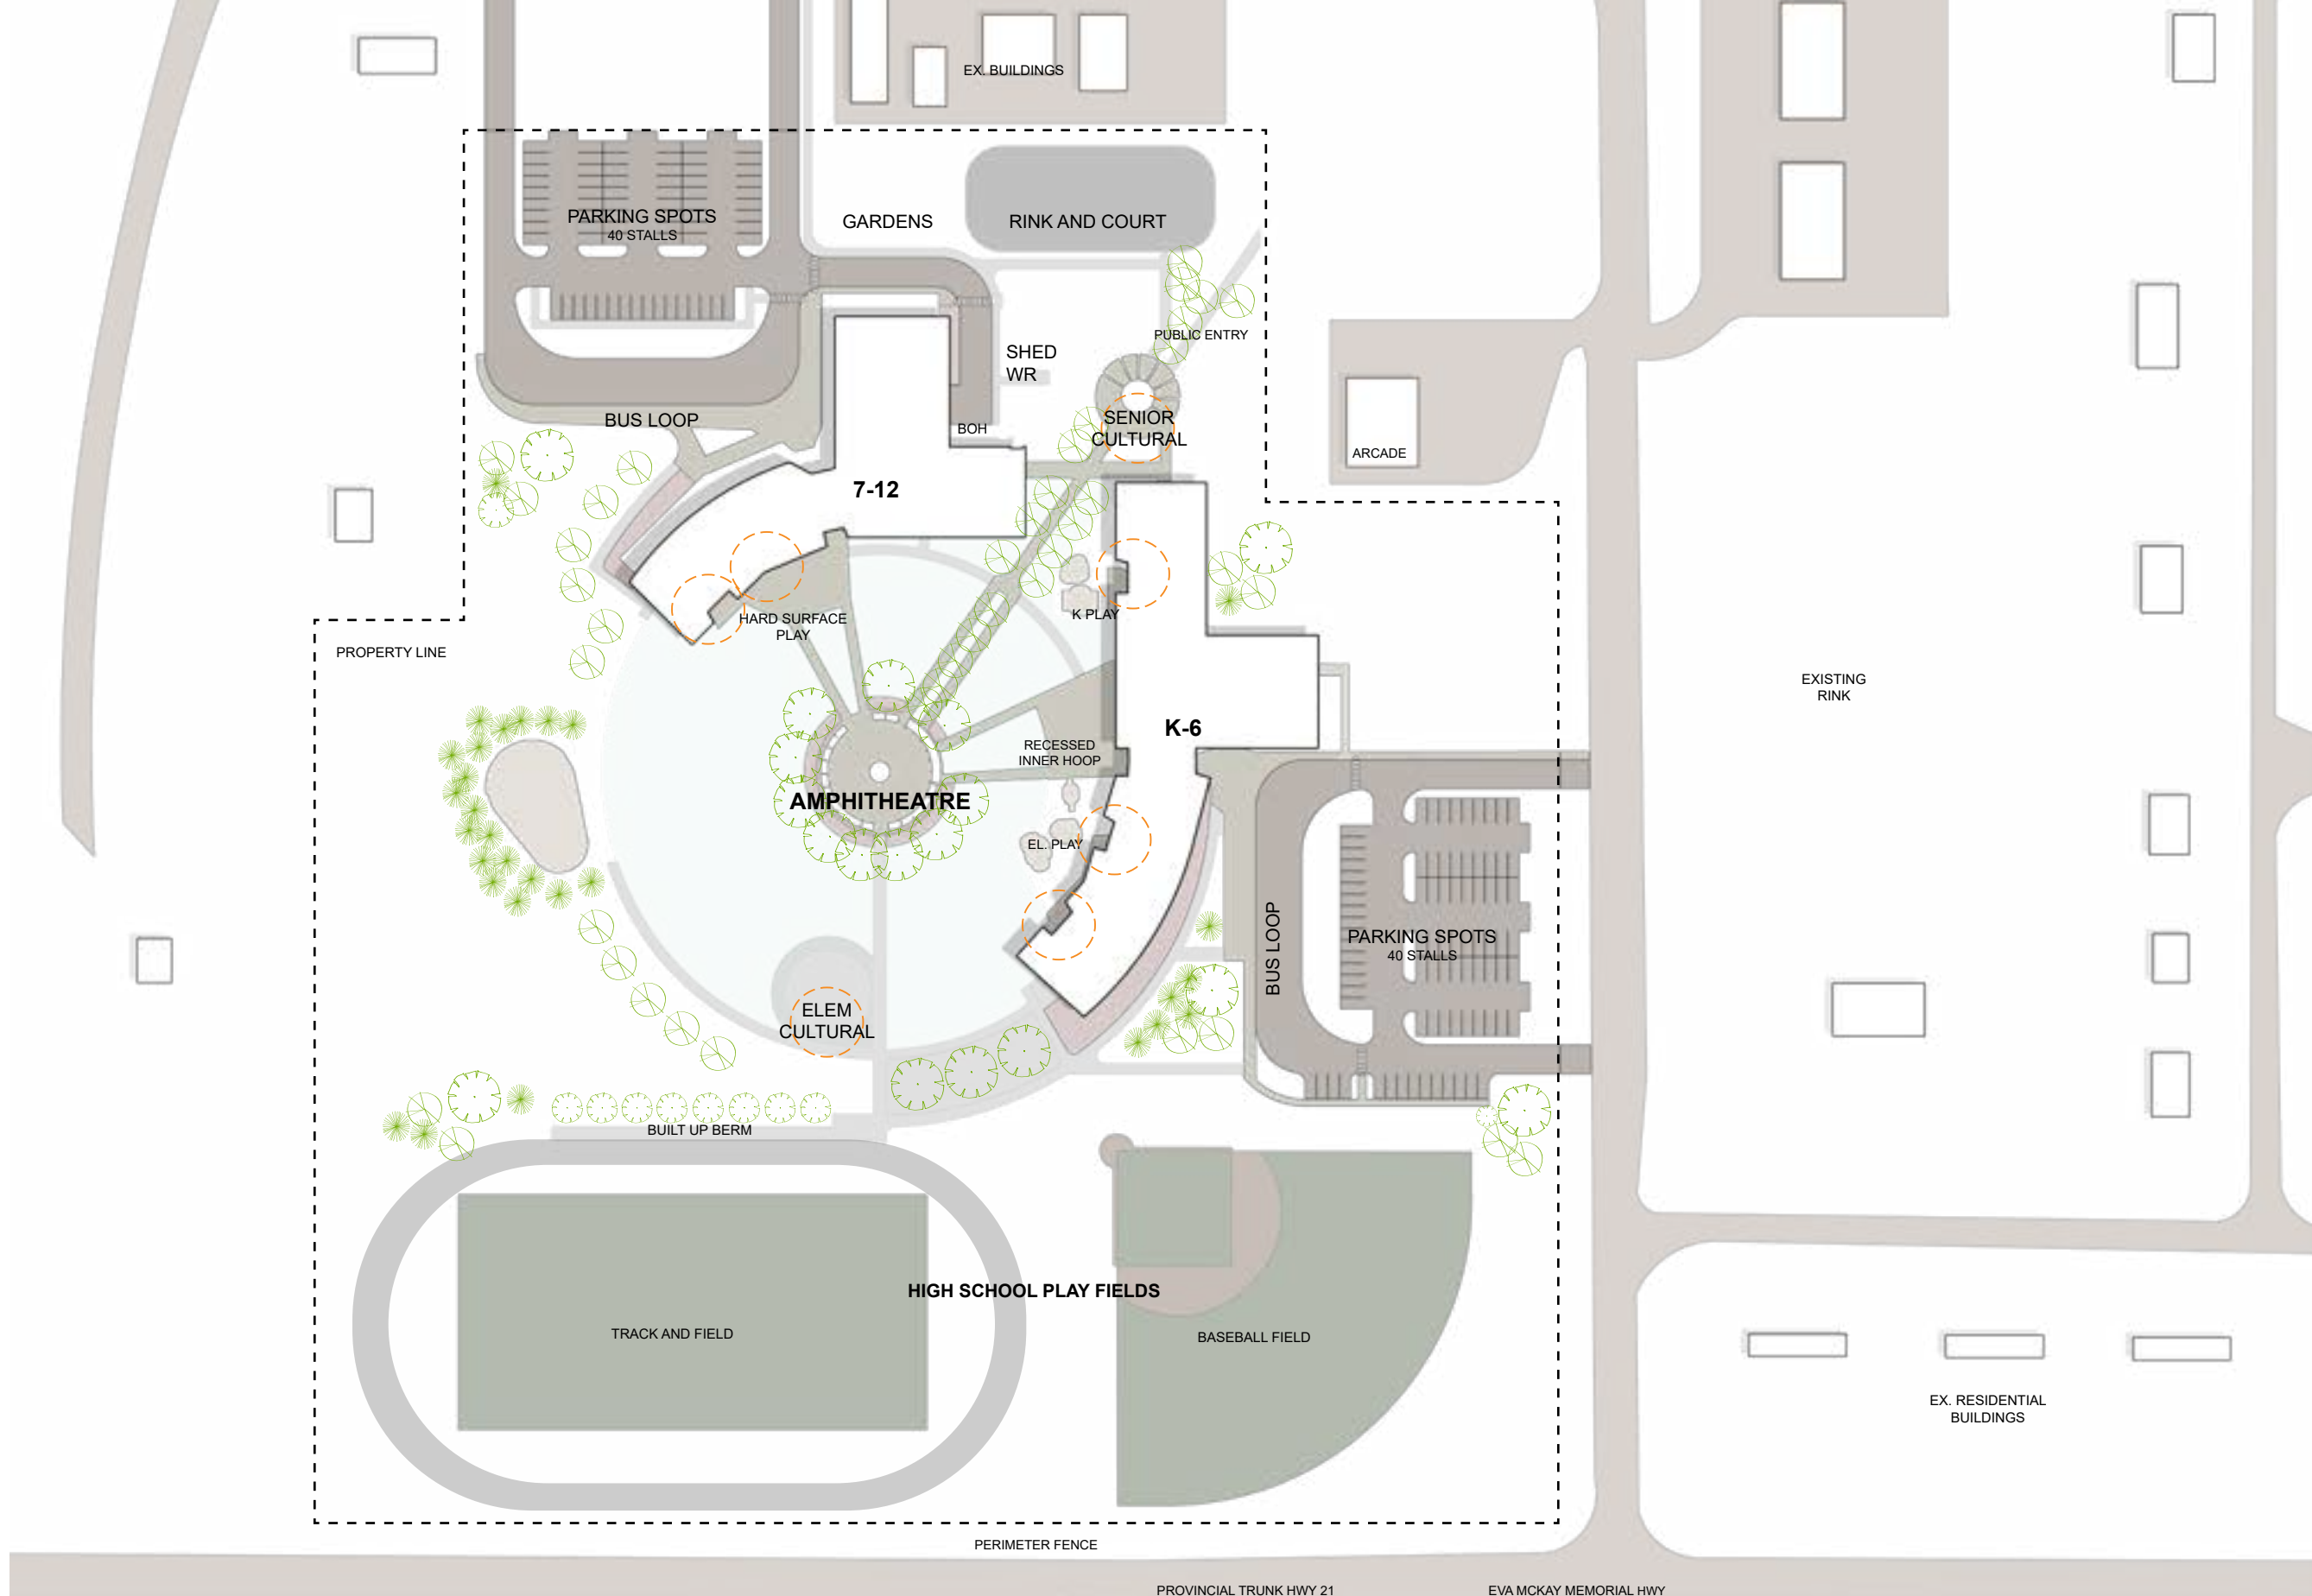 EX. BUILDINGS
PARKING SPOTS
40 STALLS
GARDENS
RINK AND COURT
PUBLIC ENTRY
SHED
WR
BUS LOOP
BOH
SENIOR
CULTURAL
ARCADE
7-12
HARD SURFACE
PLAY
K PLAY
PROPERTY LINE
EXISTING
RINK
K-6
RECESSED
INNER HOOP
AMPHITHEATRE
EL. PLAY
BUS LOOP
PARKING SPOTS
40 STALLS
ELEM
CULTURAL
BUILT UP BERM
HIGH SCHOOL PLAY FIELDS
TRACK AND FIELD
BASEBALL FIELD
EX. RESIDENTIAL
BUILDINGS
PERIMETER FENCE
PROVINCIAL TRUNK HWY 21
EVA MCKAY MEMORIAL HWY